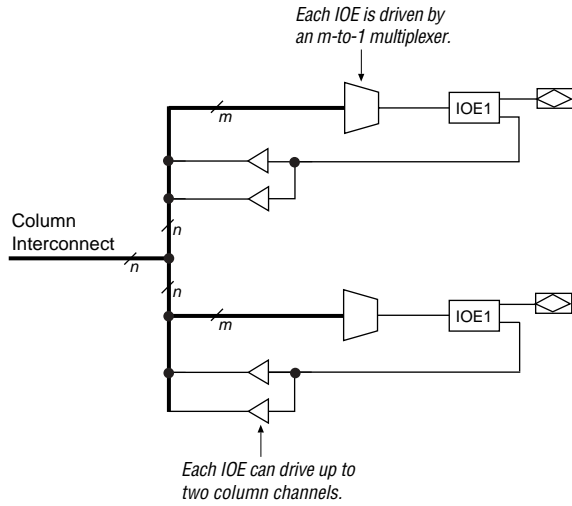 Each IOE is driven by
an m-to-1 multiplexer.
m
IOE1
Column
Interconnect
n
n
n
m
IOE1
Each IOE can drive up to
two column channels.